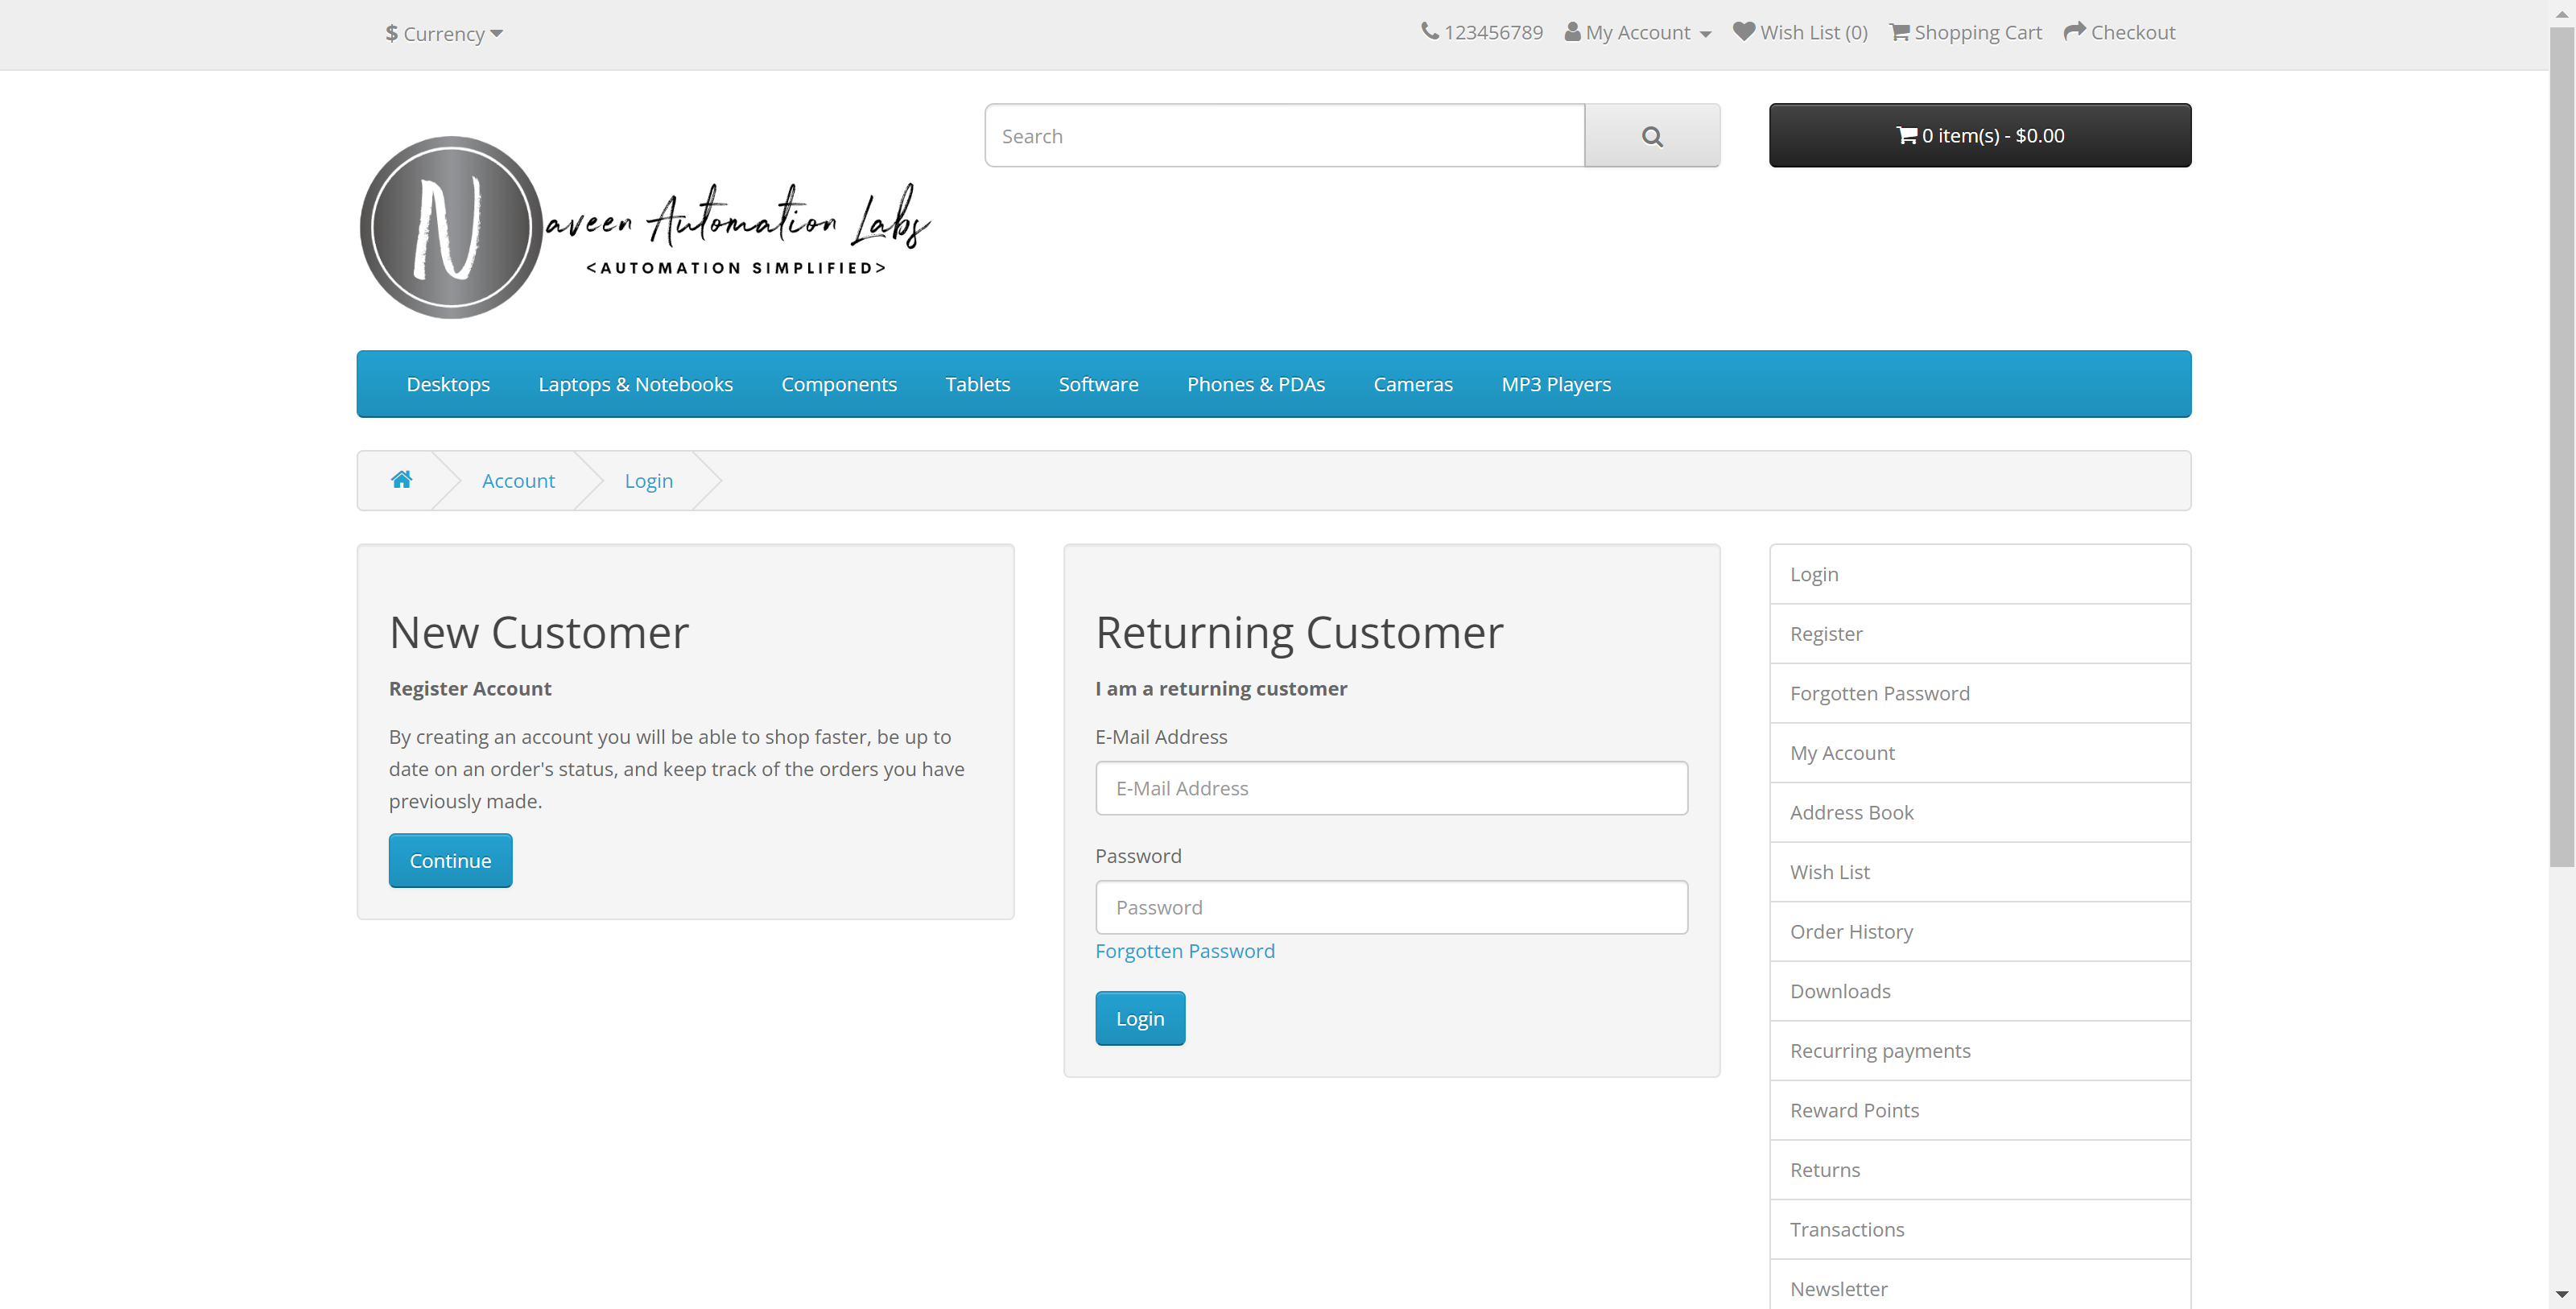 $ Currency
123456789 My Account Wish List (0) Shopping Cart Checkout
Search
0 item(s) - $0.00
Naveen Automation Labs
<AUTOMATION SIMPLIFIED>
Desktops Laptops & Notebooks Components Tablets Software Phones & PDAs Cameras MP3 Players
Account Login
New Customer
Register Account
By creating an account you will be able to shop faster, be up to
date on an order's status, and keep track of the orders you have
previously made.
Continue
Returning Customer
I am a returning customer
E-Mail Address
E-Mail Address
Password
Password
Forgotten Password
Login
Login
Register
Forgotten Password
My Account
Address Book
Wish List
Order History
Downloads
Recurring payments
Reward Points
Returns
Transactions
Newsletter